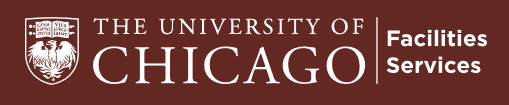 THE UNIVERSITY OF
CHICAGO
Facilities
Services